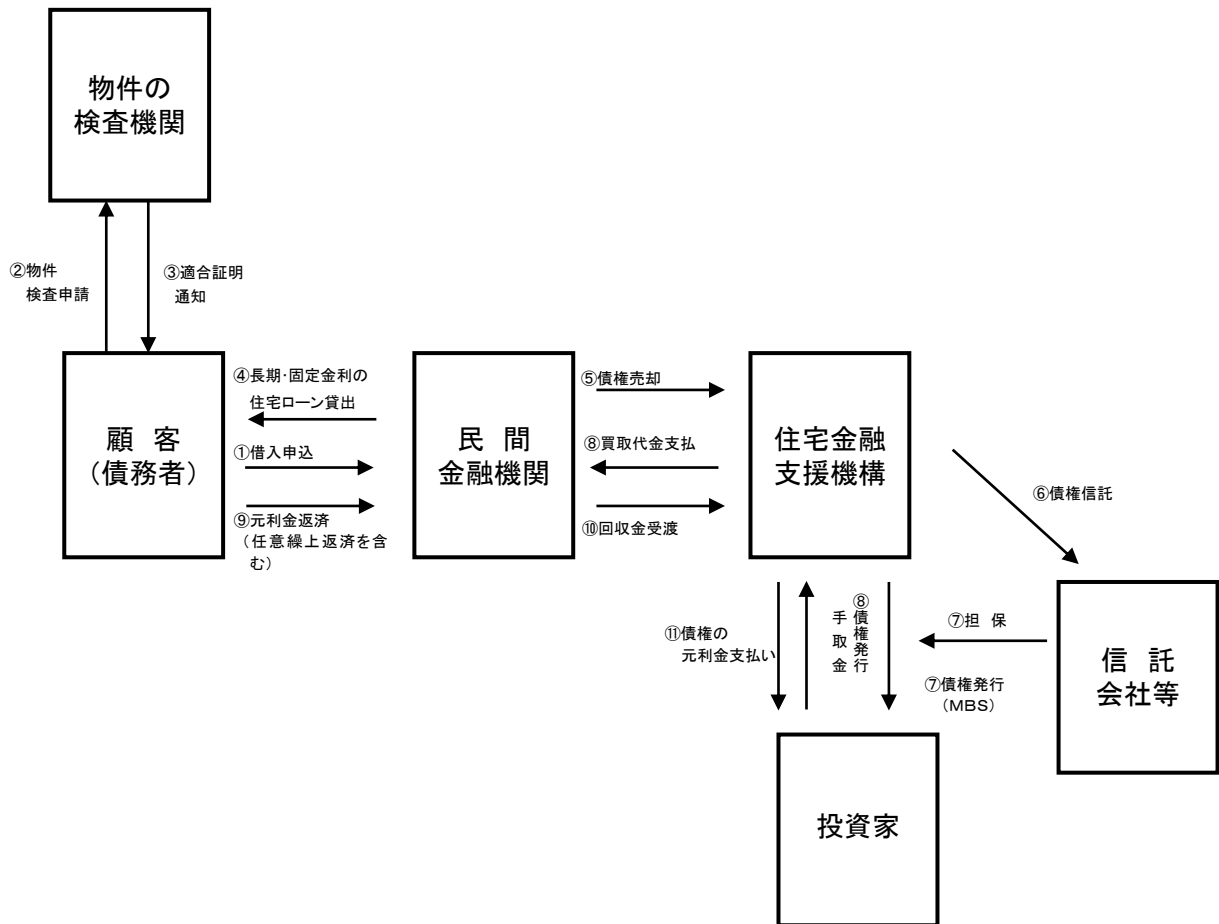 物件の
検査機関
②物件
検査申請
③適合証明
通知
④長期・固定金利の
住宅ローン貸出
①借入申込
⑨元利金返済
(任意繰上返済を含
む)
顧 客
(債務者)
民 間
金融機関
⑤債権売却
⑧買取代金支払
⑩回収金受渡
住宅金融
支援機構
⑥債権信託
⑪債権の
元利金支払い
⑧債権発行
手取金
⑦担 保
⑦債権発行
(MBS)
信 託
会社等
投資家